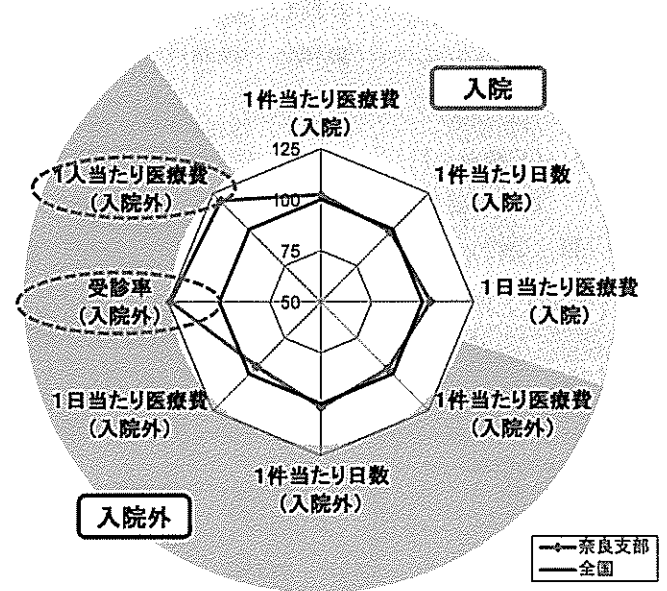 入院
1件当たり医療費
(入院)
125
1人当たり医療費
(入院外)
100
1件当たり日数
(入院)
75
受診率
(入院外)
50
1日当たり医療費
(入院)
1日当たり医療費
(入院外)
1件当たり医療費
(入院外)
1件当たり日数
(入院外)
入院外
奈良支部
全国